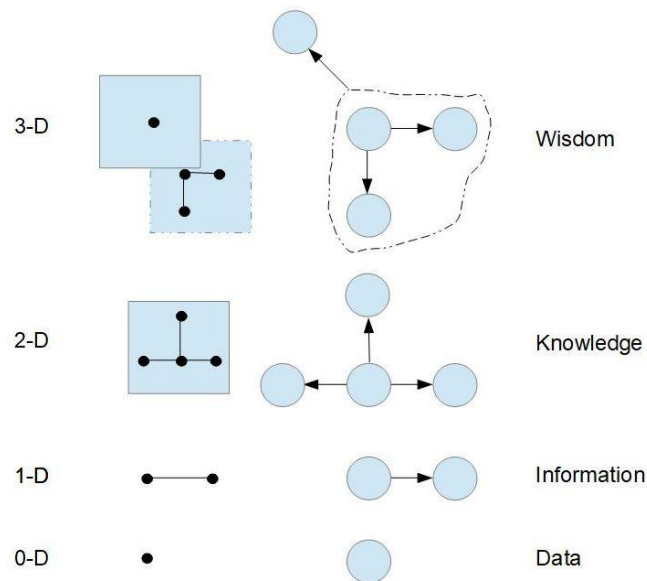 3-D
Wisdom
2-D
Knowledge
1-D
Information
0-D
Data